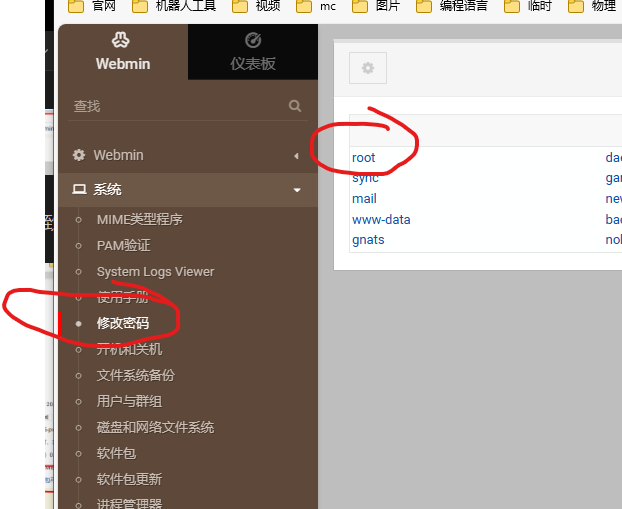 官网 机器人工具 视频 mc 图片 编程语言 临时 物理
Webmin 仪表板
查找
Webmin
系统
MIME类型程序
PAM验证
System Logs Viewer
使用手册
修改密码
开机和关机
文件系统备份
用户与群组
磁盘和网络文件系统
软件包
软件包更新
进程管理器
root
sync
mail
www-data
gnats